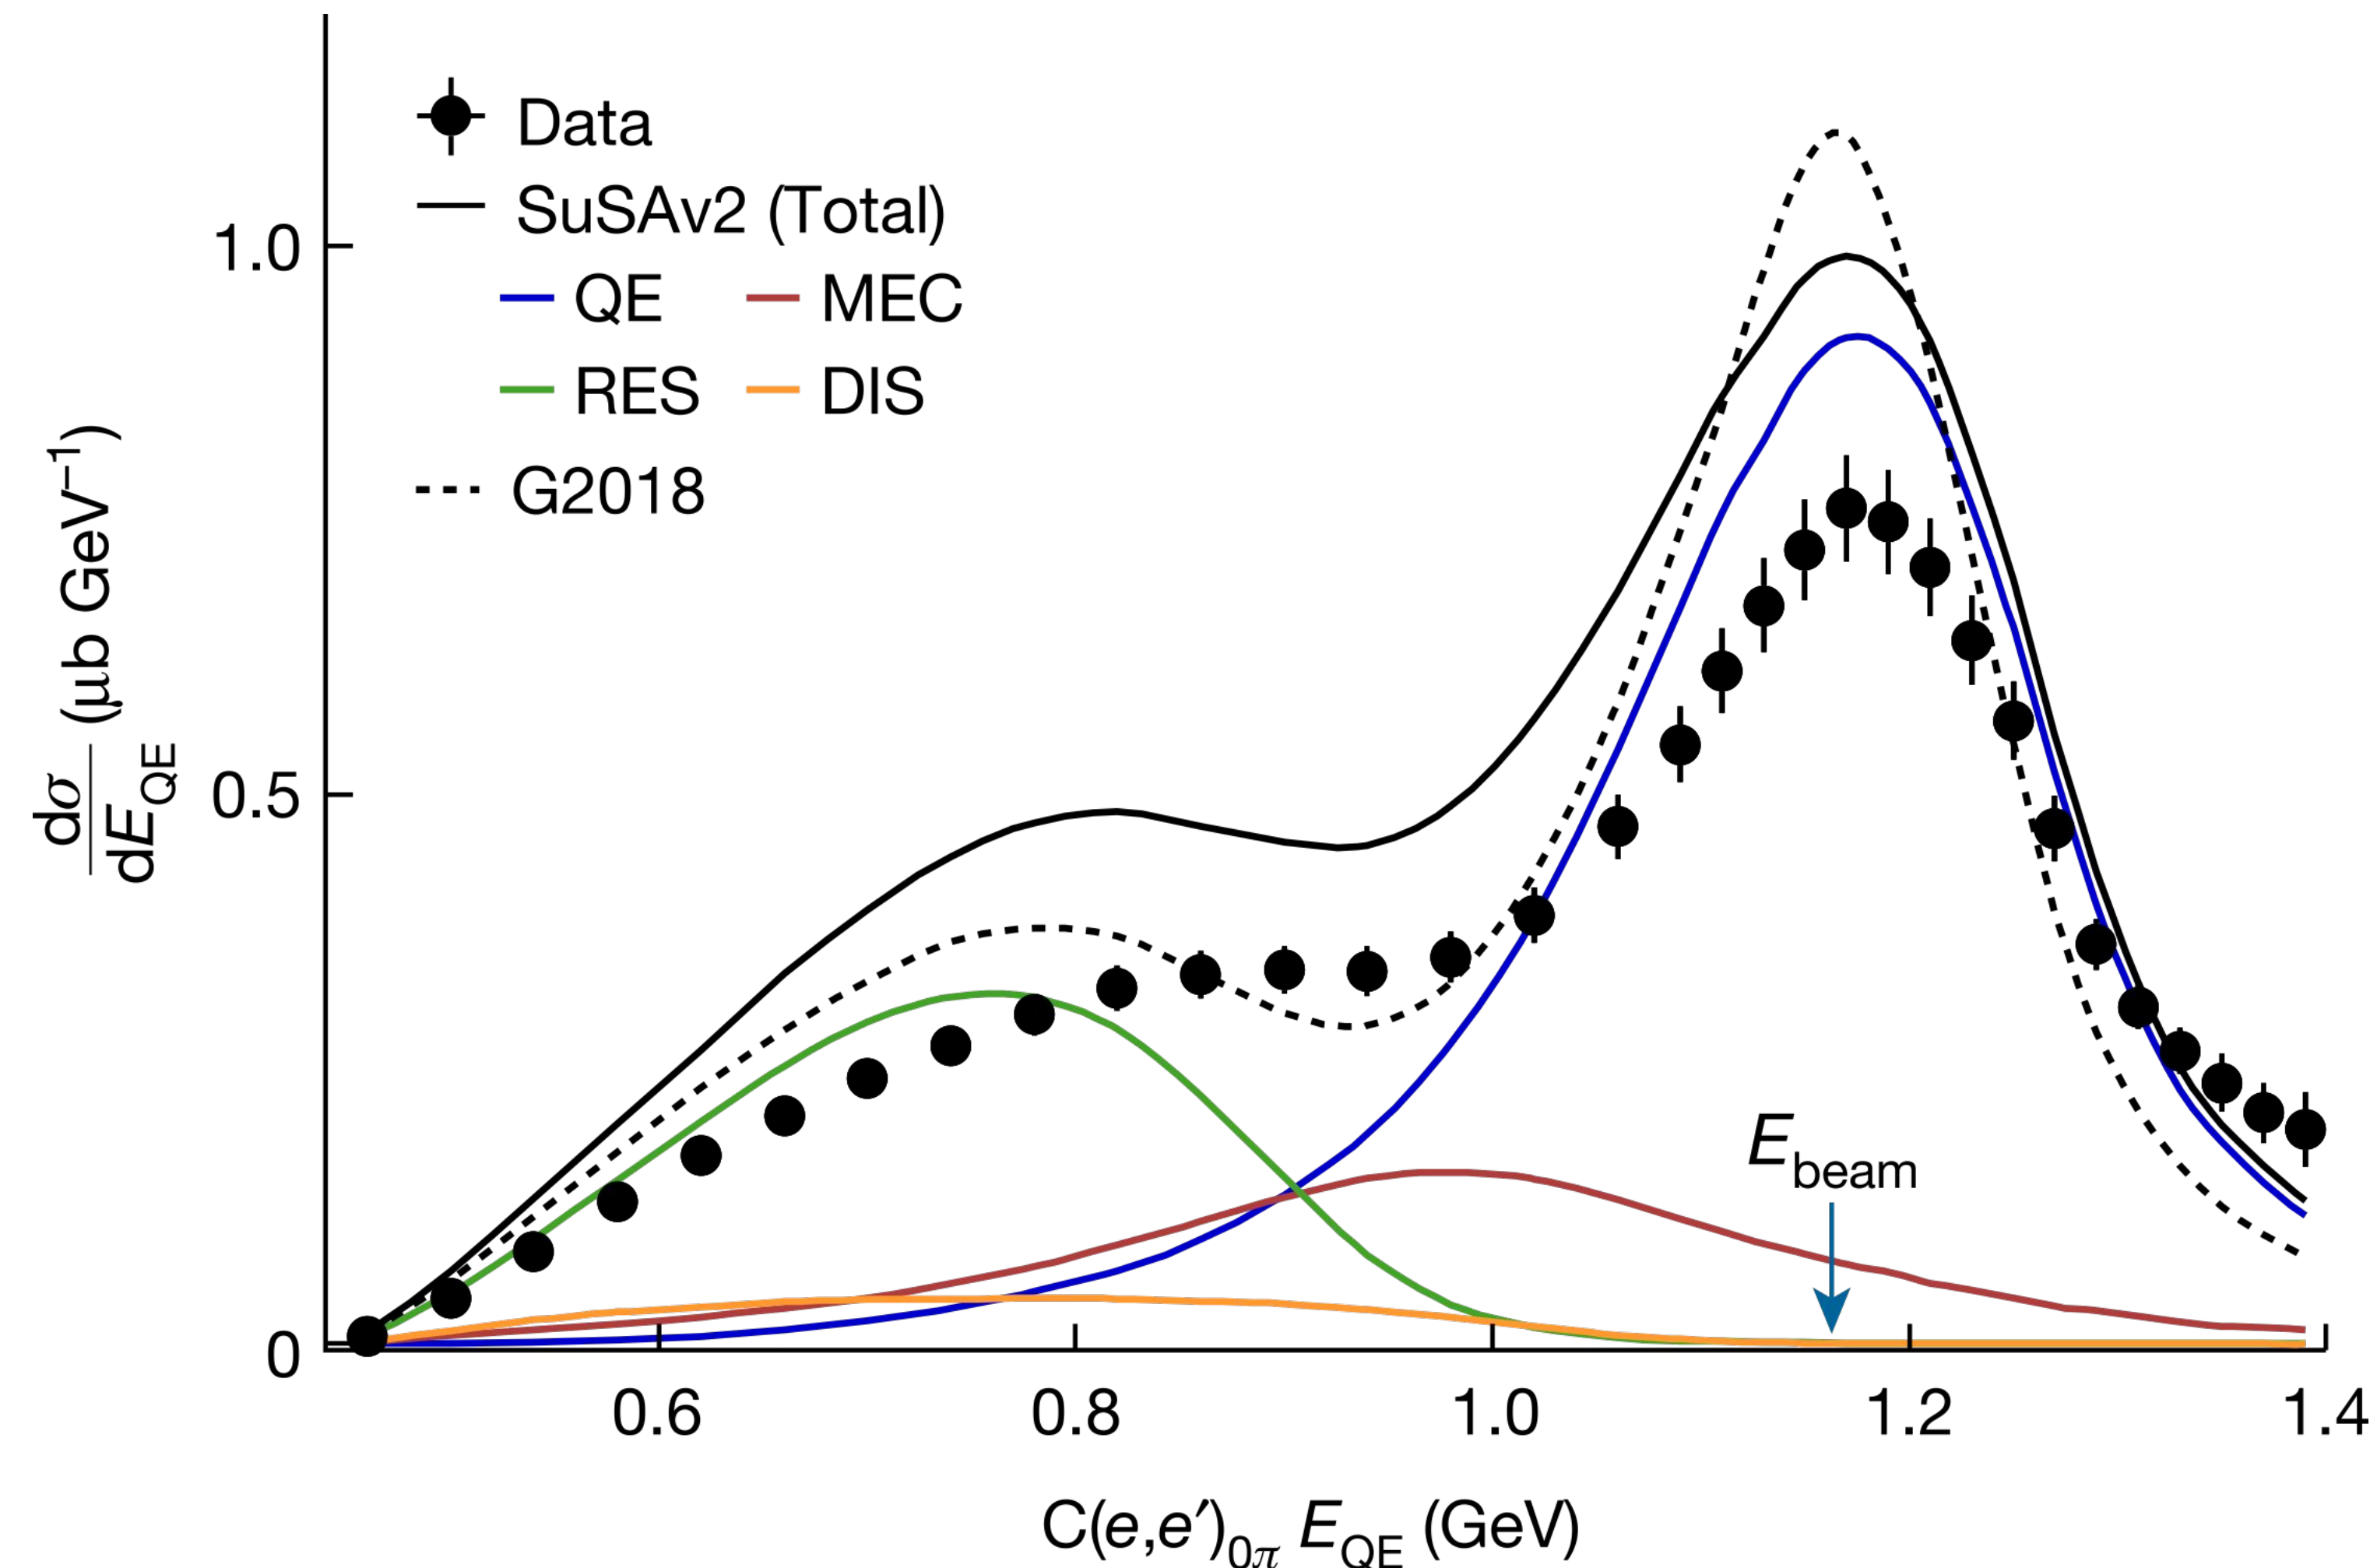 Data
SuSAv2 (Total)
QE MEC
RES DIS
G2018
1.0
0.5
0
dσ
dE_QE (μb GeV⁻¹)
E_beam
0.6 0.8 1.0 1.2 1.4
C(e,e′)₀π E_QE (GeV)